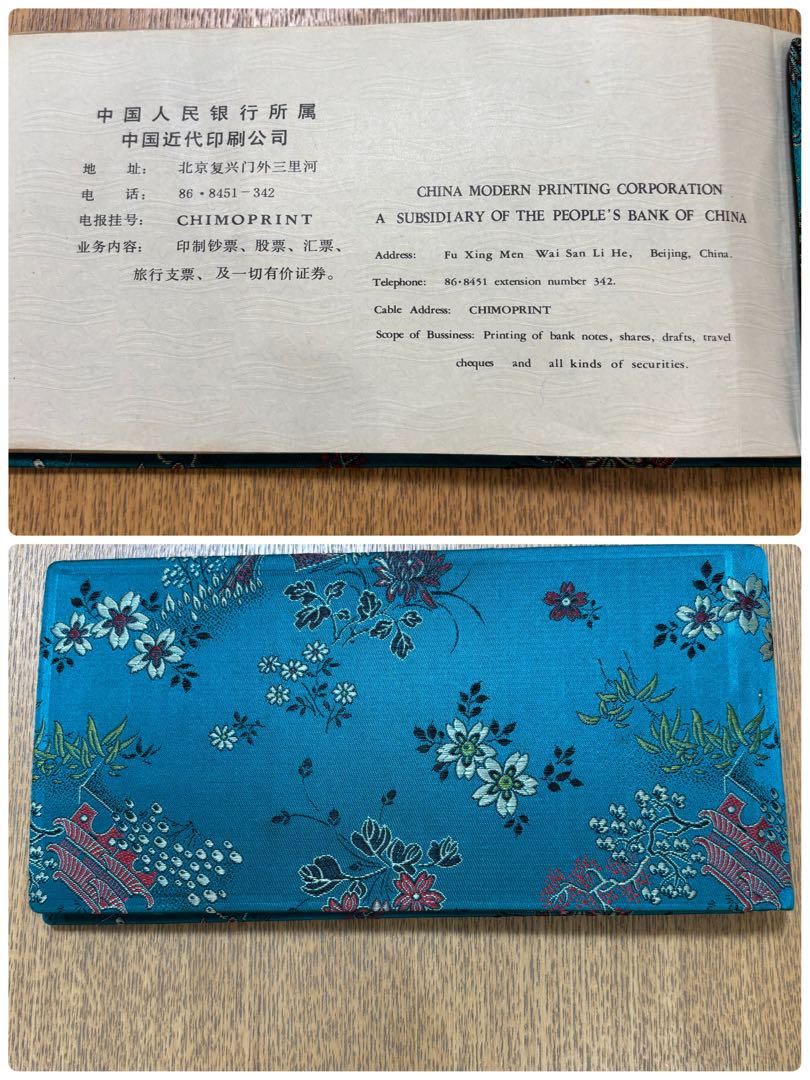 中国人民银行所属
中国近代印刷公司
地 址: 北京复兴门外三里河
电 话: 86·8451-342
电报挂号: CHIMOPRINT
业务内容: 印制钞票、股票、汇票、
旅行支票、及一切有价证券。
CHINA MODERN PRINTING CORPORATION
A SUBSIDIARY OF THE PEOPLE'S BANK OF CHINA
Address: Fu Xing Men Wai San Li He, Beijing, China.
Telephone: 86·8451 extension number 342.
Cable Address: CHIMOPRINT
Scope of Bussiness: Printing of bank notes, shares, drafts, travel
cheques and all kinds of securities.